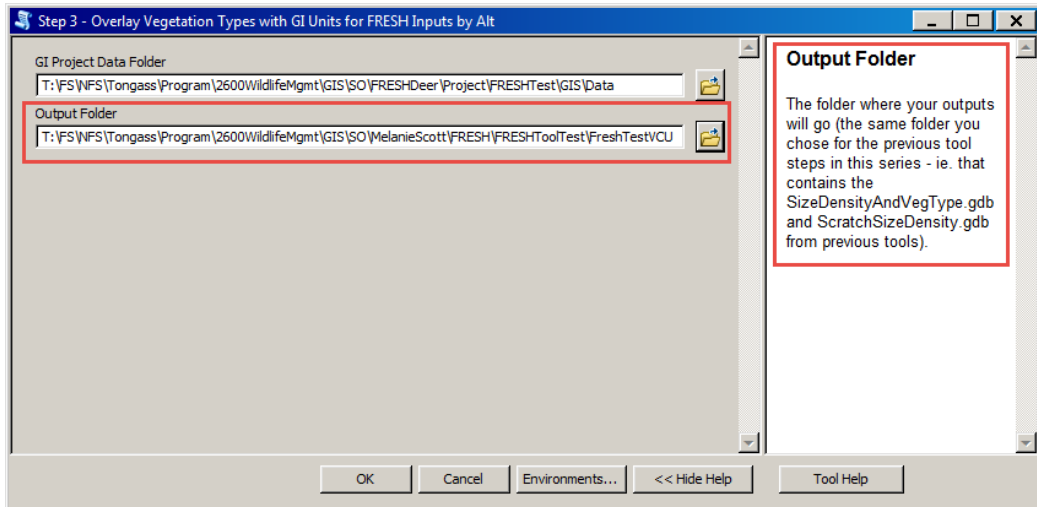 Step 3 - Overlay Vegetation Types with GI Units for FRESH Inputs by Alt
GI Project Data Folder
T:\FS\NFS\Tongass\Program\2600WildlifeMgmt\GIS\SO\FRESHDeer\Project\FRESHTest\GIS\Data
Output Folder
T:\FS\NFS\Tongass\Program\2600WildlifeMgmt\GIS\SO\MelanieScott\FRESH\FRESHToolTest\FreshTestVCU
Output Folder
The folder where your outputs
will go (the same folder you
chose for the previous tool
steps in this series - ie. that
contains the
SizeDensityAndVegType.gdb
and ScratchSizeDensity.gdb
from previous tools).
OK
Cancel
Environments...
<< Hide Help
Tool Help